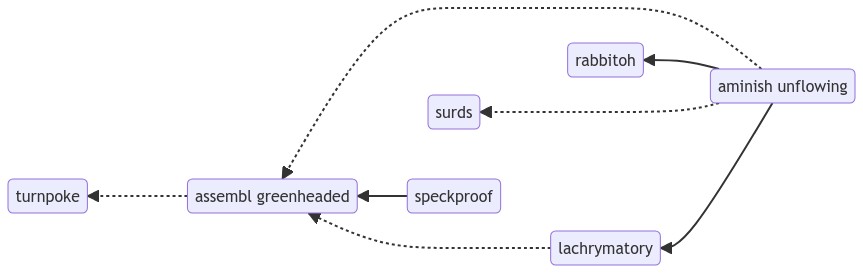 rabbitoh
aminish unflowing
surds
turnpoke
assembl greenheaded
speckproof
lachrymatory